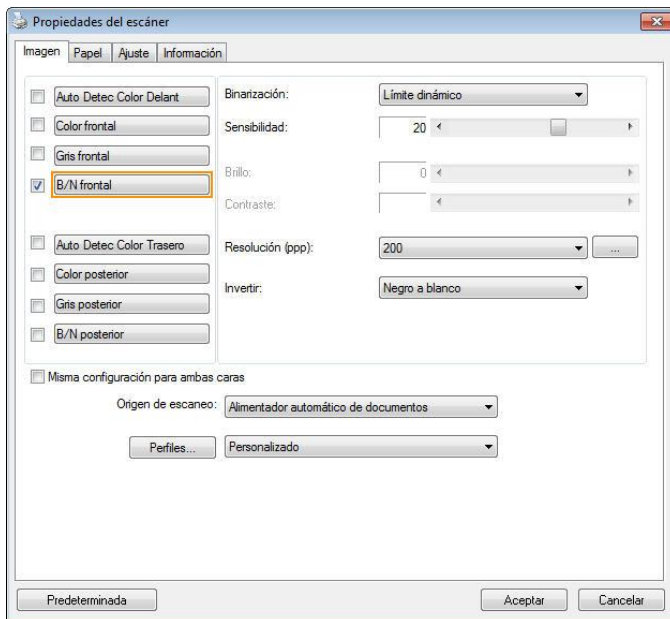 Propiedades del escáner
Imagen Papel Ajuste Información
Auto Detec Color Delant
Color frontal
Gris frontal
B/N frontal
Auto Detec Color Trasero
Color posterior
Gris posterior
B/N posterior
Binarización: Límite dinámico
Sensibilidad: 20
Brillo: 0
Contraste:
Resolución (ppp): 200 ...
Invertir: Negro a blanco
Misma configuración para ambas caras
Origen de escaneo: Alimentador automático de documentos
Perfiles... Personalizado
Predeterminada Aceptar Cancelar